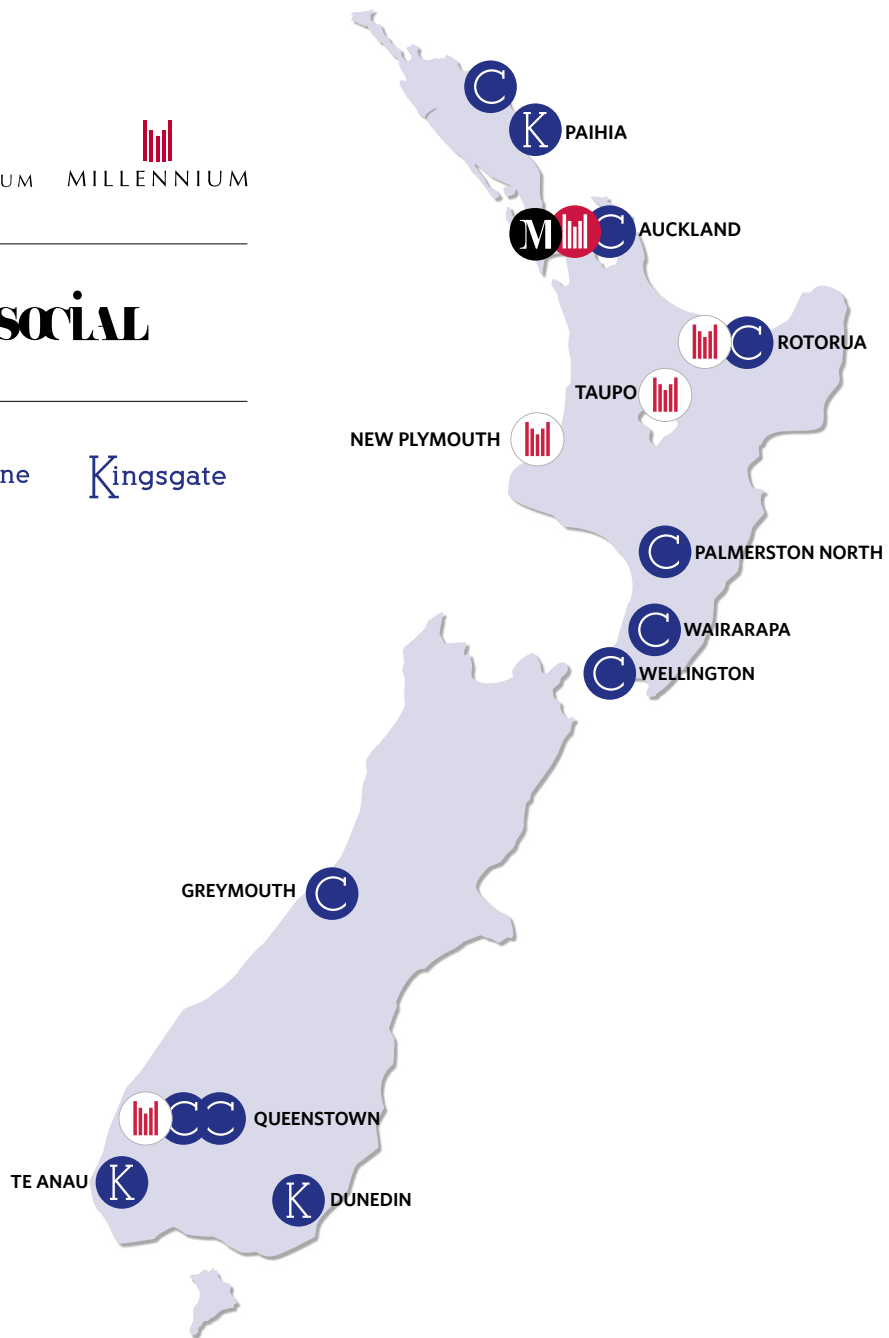 UM MILLENNIUM
SOCiAL
ne Kingsgate
C
K PAIHIA
M C AUCKLAND
C ROTORUA
TAUPO
NEW PLYMOUTH
C PALMERSTON NORTH
C WAIRARAPA
C WELLINGTON
GREYMOUTH C
C C QUEENSTOWN
TE ANAU K
K DUNEDIN